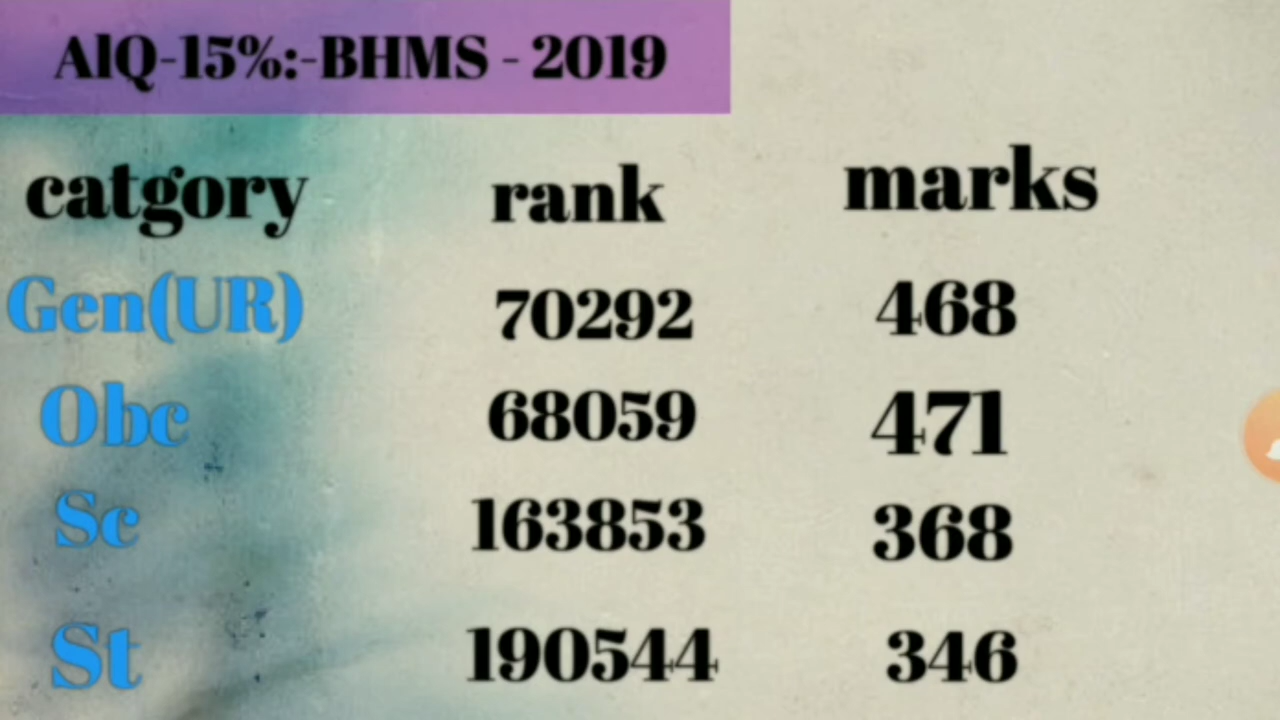 AlQ-15%:-BHMS - 2019
catgory rank marks
Gen(UR) 70292 468
Obc 68059 471
Sc 163853 368
St 190544 346